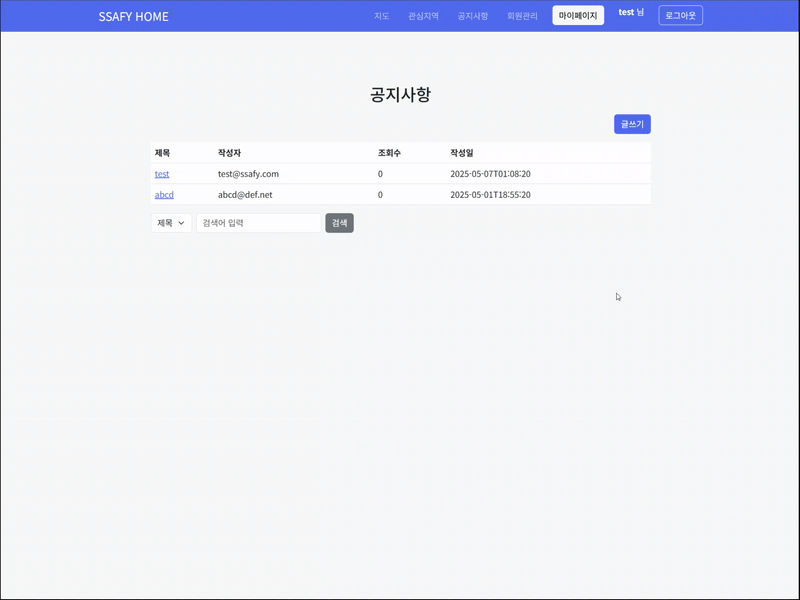 SSAFY HOME 지도 관심지역 공지사항 회원관리 마이페이지 test 님 로그아웃
공지사항
글쓰기
제목 작성자 조회수 작성일
test test@ssafy.com 0 2025-05-07T01:08:20
abcd abcd@def.net 0 2025-05-01T18:55:20
제목 검색어 입력 검색